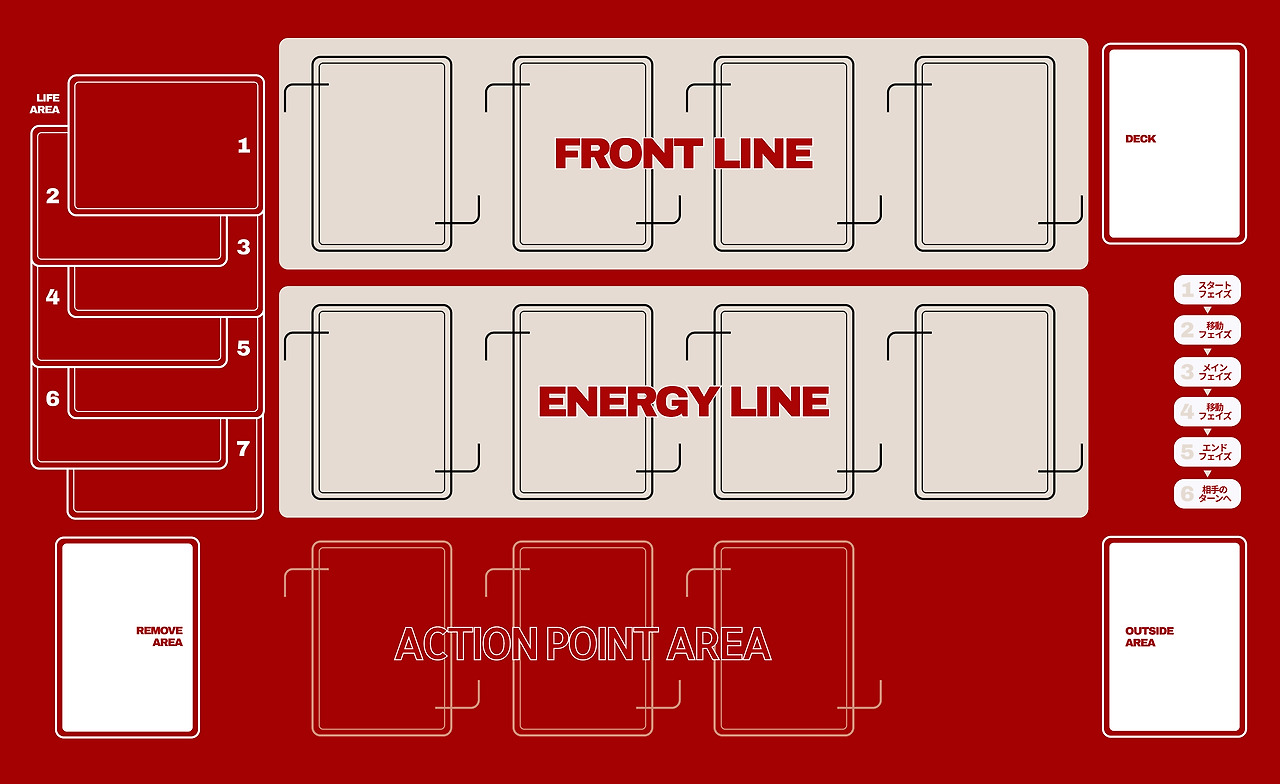 LIFE
AREA
1
2
3
4
5
6
7
FRONT LINE
ENERGY LINE
ACTION POINT AREA
DECK
1 スタート
フェイズ
2 移動
フェイズ
3 メイン
フェイズ
4 移動
フェイズ
5 エンド
フェイズ
6 相手の
ターンへ
REMOVE
AREA
OUTSIDE
AREA